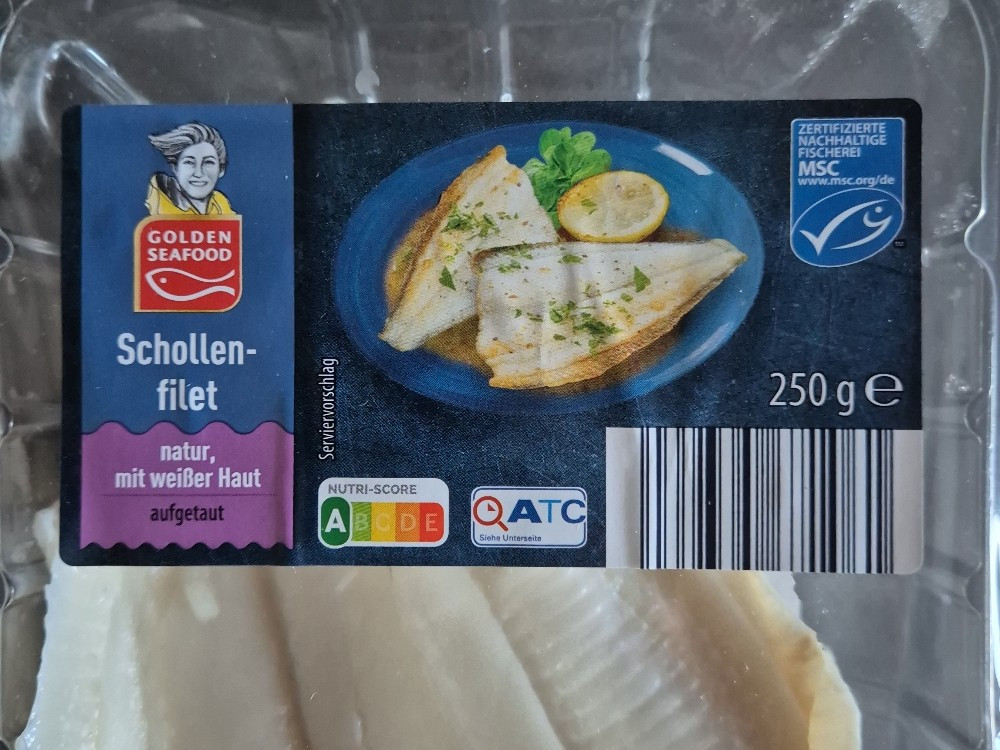 GOLDEN
SEAFOOD
Schollen-
filet
natur,
mit weißer Haut
aufgetaut
Serviervorschlag
ZERTIFIZIERTE
NACHHALTIGE
FISCHEREI
MSC
www.msc.org/de
TM
250 g e
NUTRI-SCORE
A B C D E
ATC
Siehe Unterseite